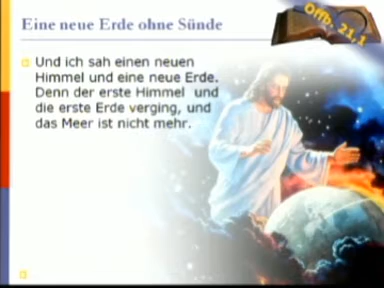 Eine neue Erde ohne Sünde
Offb. 21,1
Und ich sah einen neuen
Himmel und eine neue Erde.
Denn der erste Himmel und
die erste Erde verging, und
das Meer ist nicht mehr.